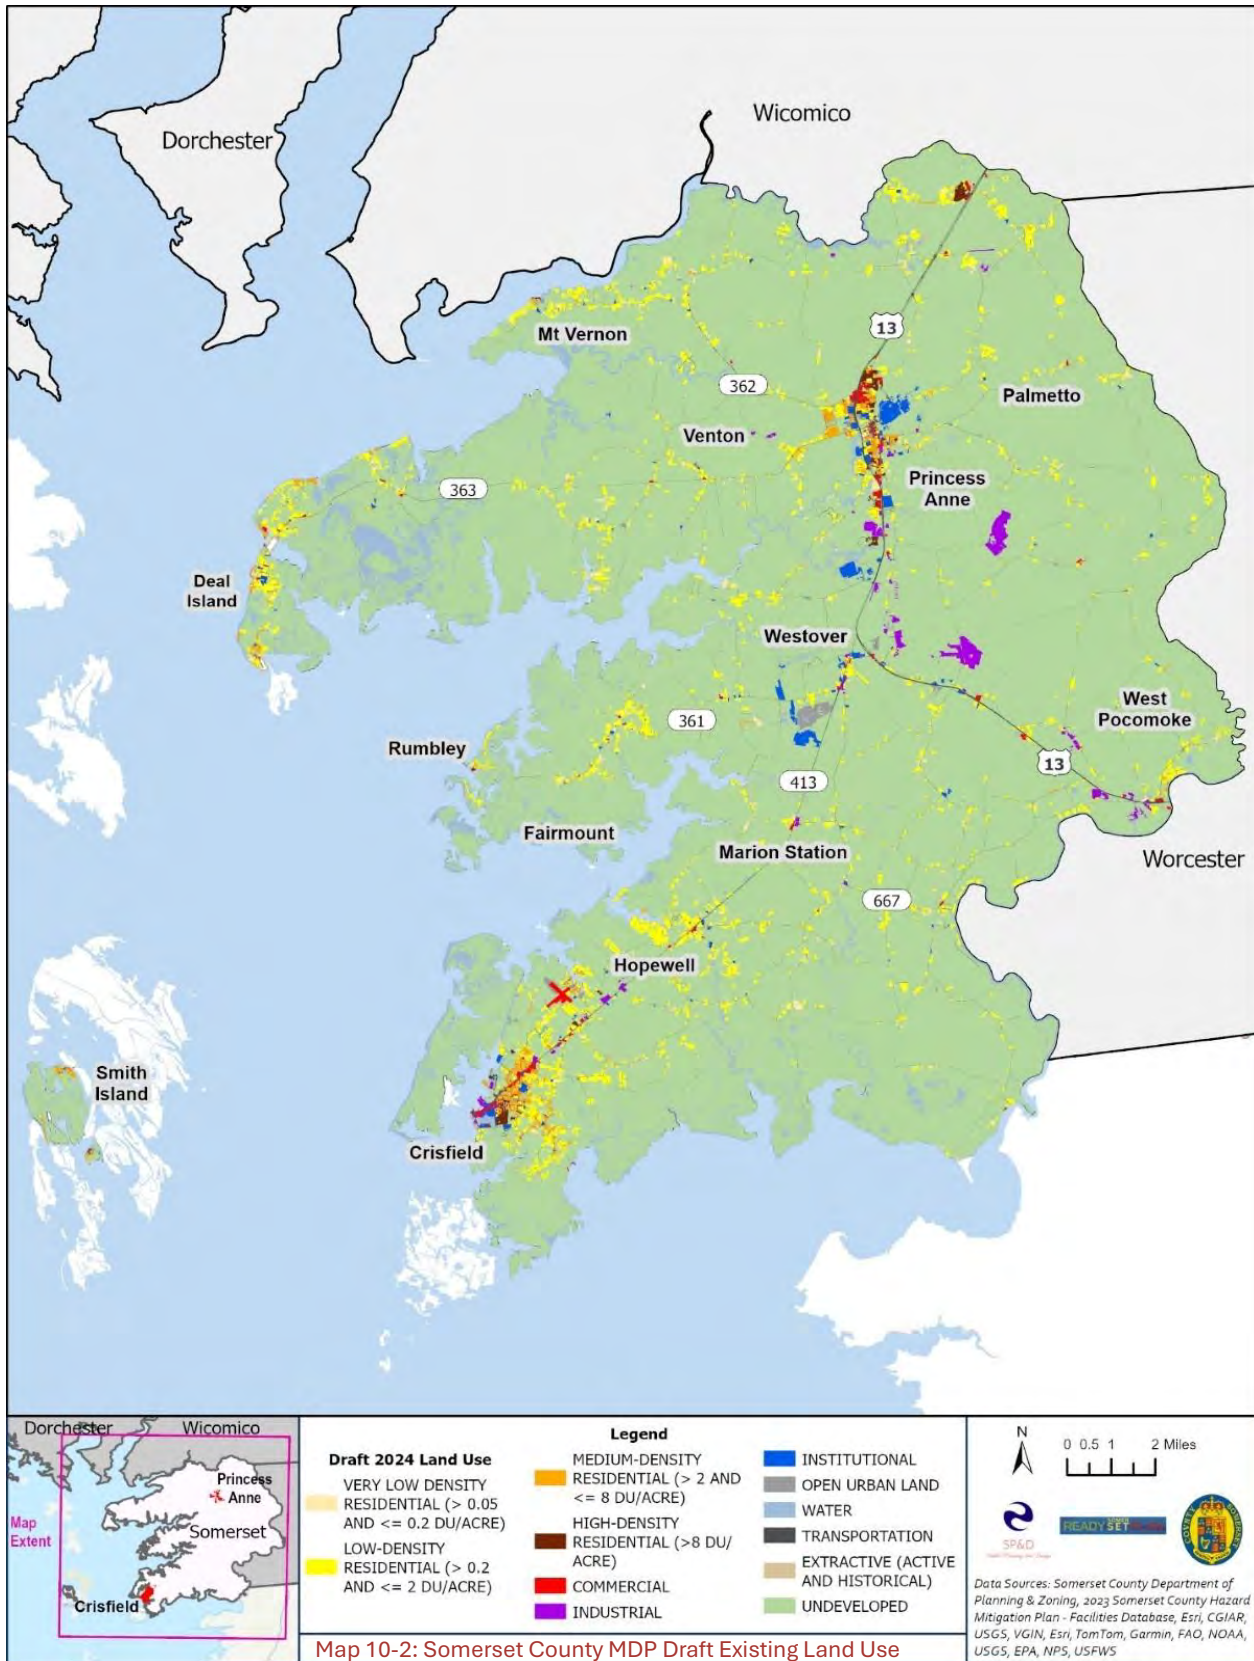 Wicomico
Dorchester
13
Mt Vernon
362
Palmetto
Venton
Princess
Anne
363
Deal
Island
Westover
West
Pocomoke
361
Rumbley
13
413
Fairmount
Marion Station
Worcester
667
Hopewell
Smith
Island
Crisfield
Dorchester
Wicomico
Princess
Anne
Map
Extent
Somerset
Crisfield
Legend
Draft 2024 Land Use
VERY LOW DENSITY
RESIDENTIAL (> 0.05
AND <= 0.2 DU/ACRE)
LOW-DENSITY
RESIDENTIAL (> 0.2
AND <= 2 DU/ACRE)
MEDIUM-DENSITY
RESIDENTIAL (> 2 AND
<= 8 DU/ACRE)
HIGH-DENSITY
RESIDENTIAL (>8 DU/
ACRE)
COMMERCIAL
INDUSTRIAL
INSTITUTIONAL
OPEN URBAN LAND
WATER
TRANSPORTATION
EXTRACTIVE (ACTIVE
AND HISTORICAL)
UNDEVELOPED
Map 10-2: Somerset County MDP Draft Existing Land Use
N
0 0.5 1 2 Miles
SP&D
READY SET
Data Sources: Somerset County Department of
Planning & Zoning, 2023 Somerset County Hazard
Mitigation Plan - Facilities Database, Esri, CGIAR,
USGS, VGIN, Esri, TomTom, Garmin, FAO, NOAA,
USGS, EPA, NPS, USFWS